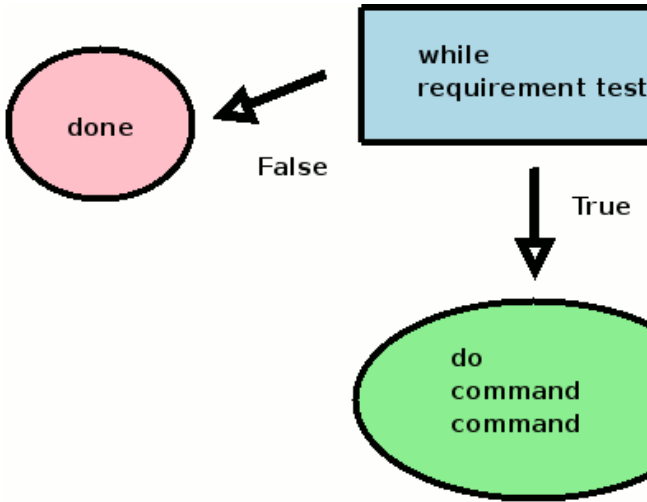 while
requirement test
done
False
True
do
command
command